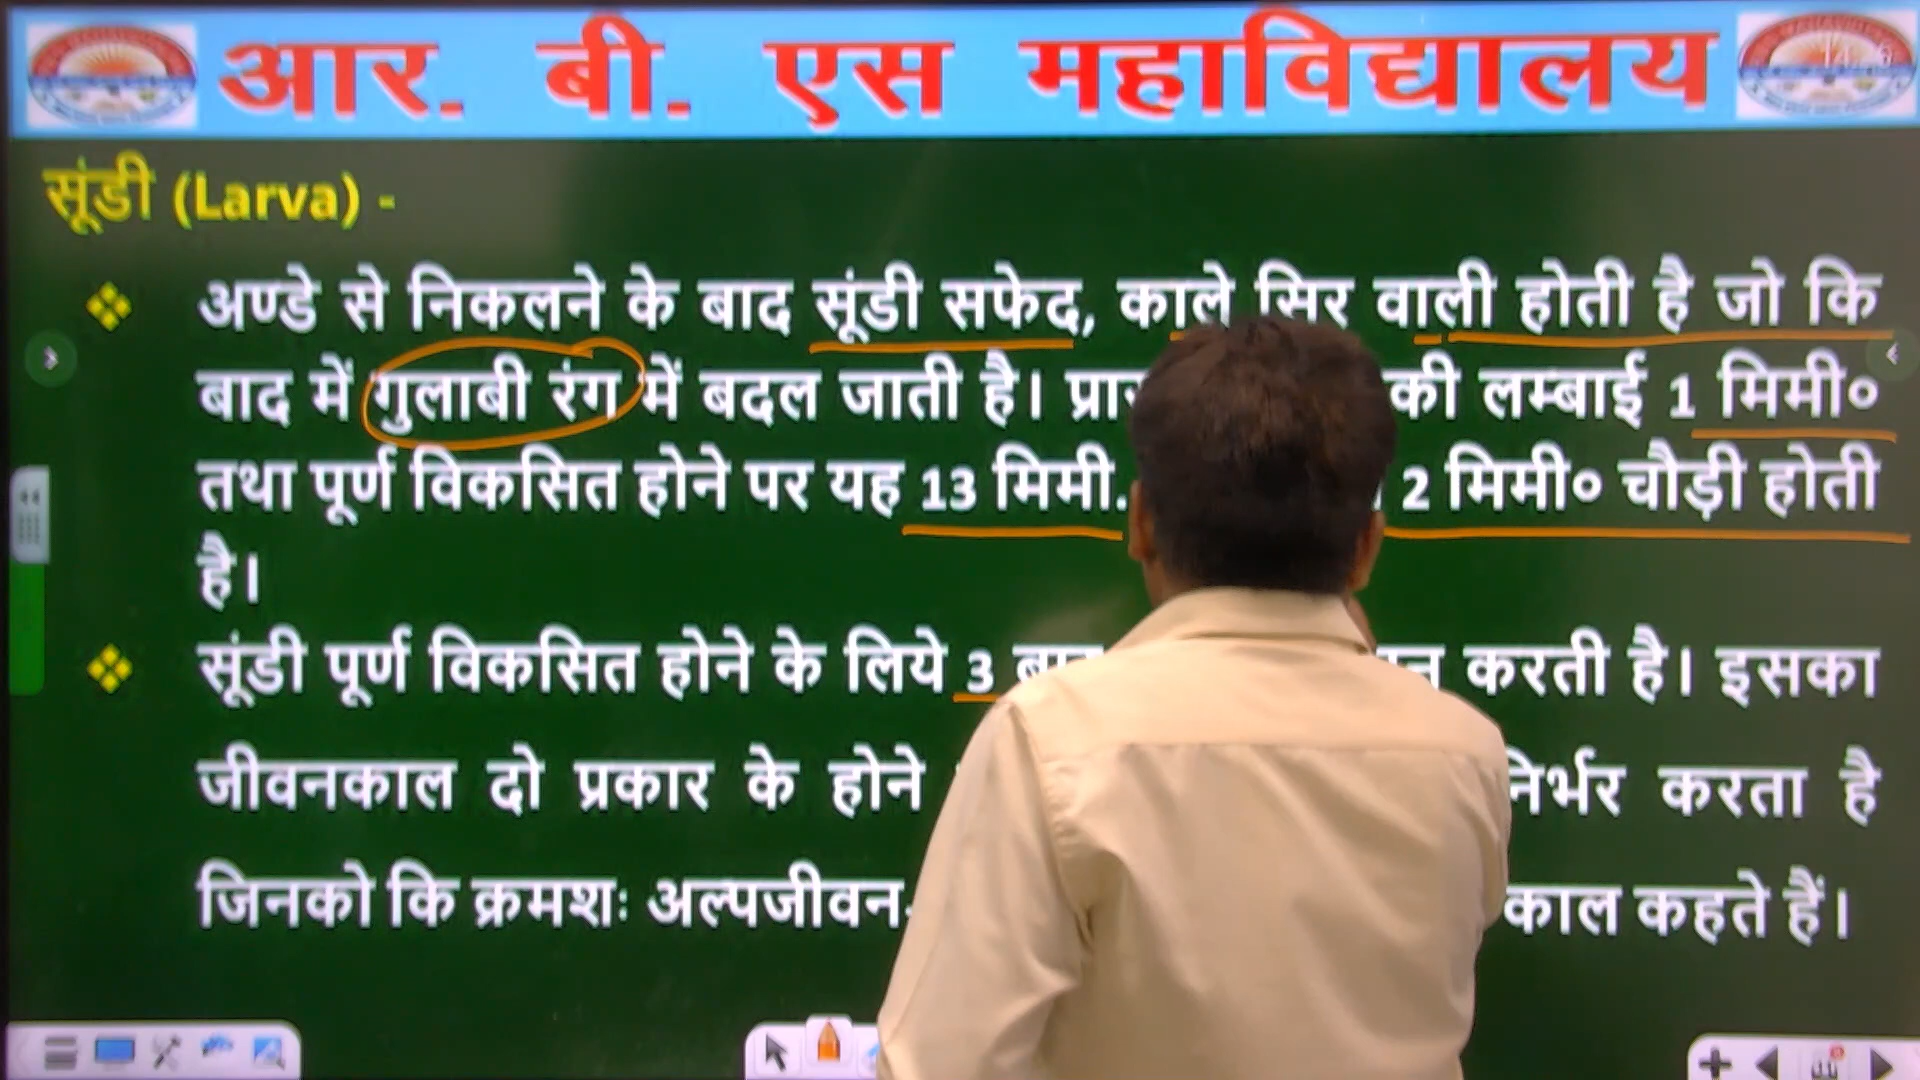 आर. बी. एस महाविद्यालय
सूंडी (Larva) -
अण्डे से निकलने के बाद सूंडी सफेद, काले सिर वाली होती है जो कि
बाद में गुलाबी रंग में बदल जाती है। की लम्बाई 1 मिमी०
तथा पूर्ण विकसित होने पर यह 13 मिमी. 2 मिमी० चौड़ी होती
है।
सूंडी पूर्ण विकसित होने के लिये 3 करती है। इसका
जीवनकाल दो प्रकार के होने निर्भर करता है
जिनको कि क्रमशः अल्पजीवन- काल कहते हैं।